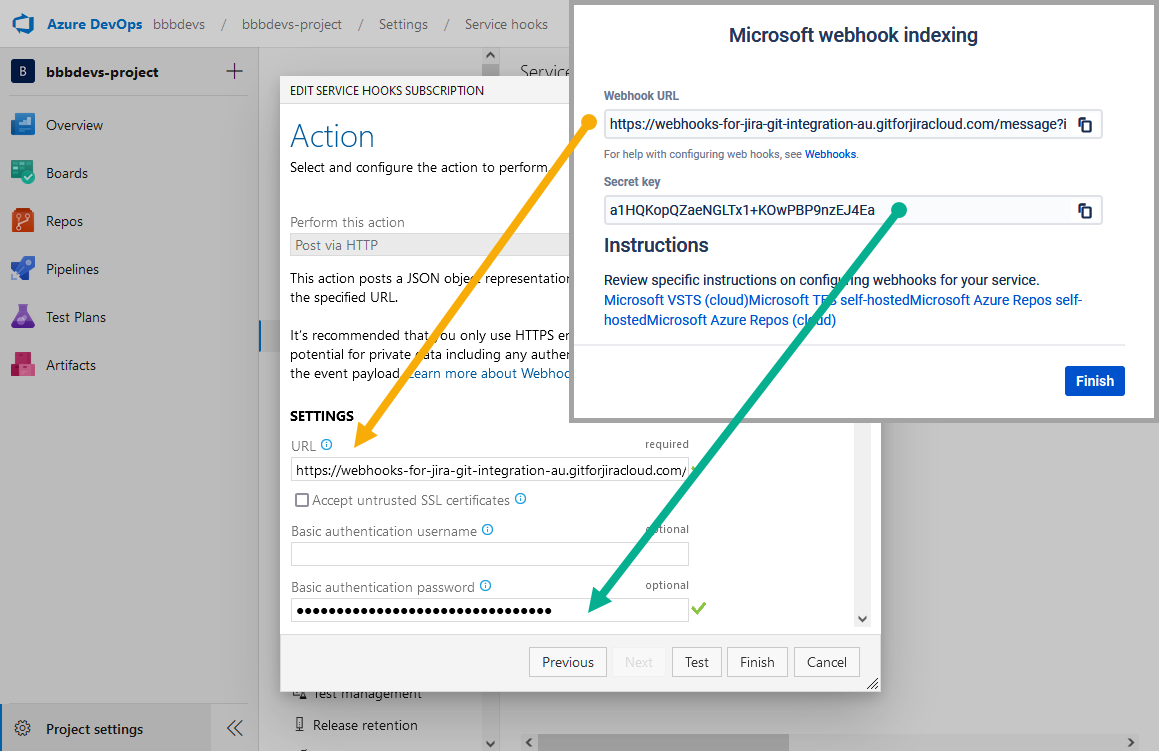 Azure DevOps bbbdevs / bbbdevs-project / Settings / Service hooks
B bbbdevs-project
Overview
Boards
Repos
Pipelines
Test Plans
Artifacts
Project settings
Service
EDIT SERVICE HOOKS SUBSCRIPTION
Action
Select and configure the action to perform.
Perform this action
Post via HTTP
This action posts a JSON object representation
the specified URL.
It's recommended that you only use HTTPS en
potential for private data including any authen
the event payload. Learn more about Webhoo
SETTINGS
URL required
https://webhooks-for-jira-git-integration-au.gitforjiracloud.com/
Accept untrusted SSL certificates
Basic authentication username optional
Basic authentication password optional
••••••••••••••••••••••••••••••••
Previous Next Test Finish Cancel
Test management
Release retention
Microsoft webhook indexing
Webhook URL
https://webhooks-for-jira-git-integration-au.gitforjiracloud.com/message?i
For help with configuring web hooks, see Webhooks.
Secret key
a1HQKopQZaeNGLTx1+KOwPBP9nzEJ4Ea
Instructions
Review specific instructions on configuring webhooks for your service.
Microsoft VSTS (cloud)Microsoft TFS self-hostedMicrosoft Azure Repos self-
hostedMicrosoft Azure Repos (cloud)
Finish